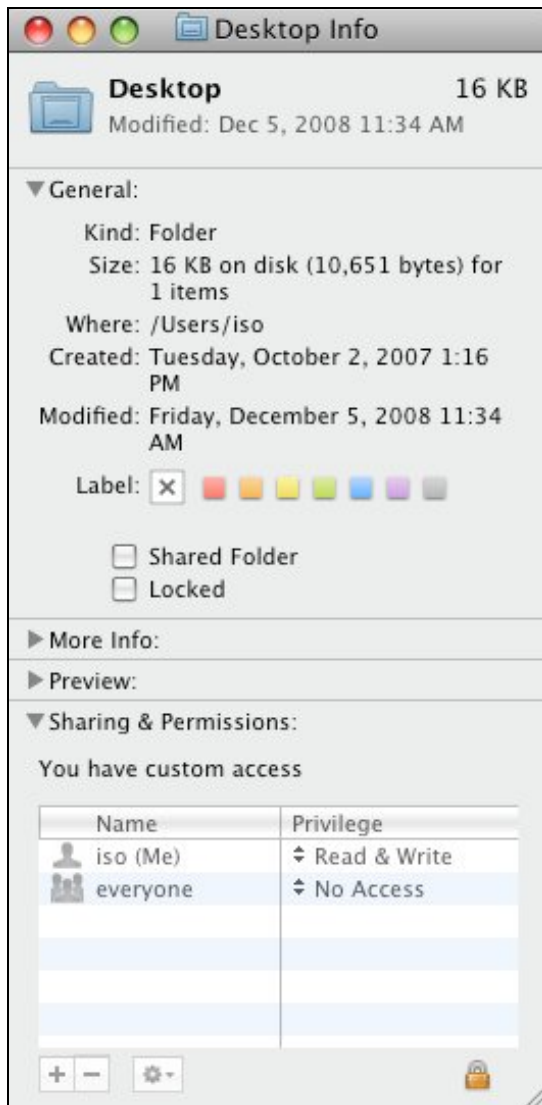 Desktop Info
Desktop 16 KB
Modified: Dec 5, 2008 11:34 AM
General:
Kind: Folder
Size: 16 KB on disk (10,651 bytes) for
1 items
Where: /Users/iso
Created: Tuesday, October 2, 2007 1:16
PM
Modified: Friday, December 5, 2008 11:34
AM
Label:
Shared Folder
Locked
More Info:
Preview:
Sharing & Permissions:
You have custom access
Name Privilege
iso (Me) Read & Write
everyone No Access